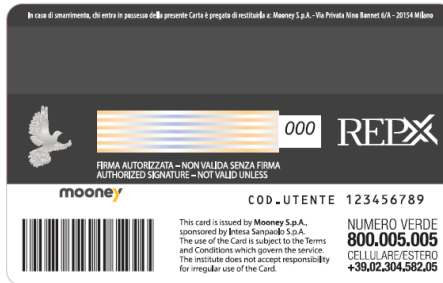 In caso di smarrimento, chi entra in possesso della presente Carta è pregato di restituirla a: Mooney S.p.A. - Via Privata Nino Bonnet 6/A - 20154 Milano
000
REPX
FIRMA AUTORIZZATA – NON VALIDA SENZA FIRMA
AUTHORIZED SIGNATURE – NOT VALID UNLESS
mooney
COD.UTENTE 123456789
This card is issued by Mooney S.p.A.,
sponsored by Intesa Sanpaolo S.p.A.
The use of the Card is subject to the Terms
and Conditions which govern the service.
The institute does not accept responsibility
for irregular use of the Card.
NUMERO VERDE
800.005.005
CELLULARE/ESTERO
+39,02,304,582,05